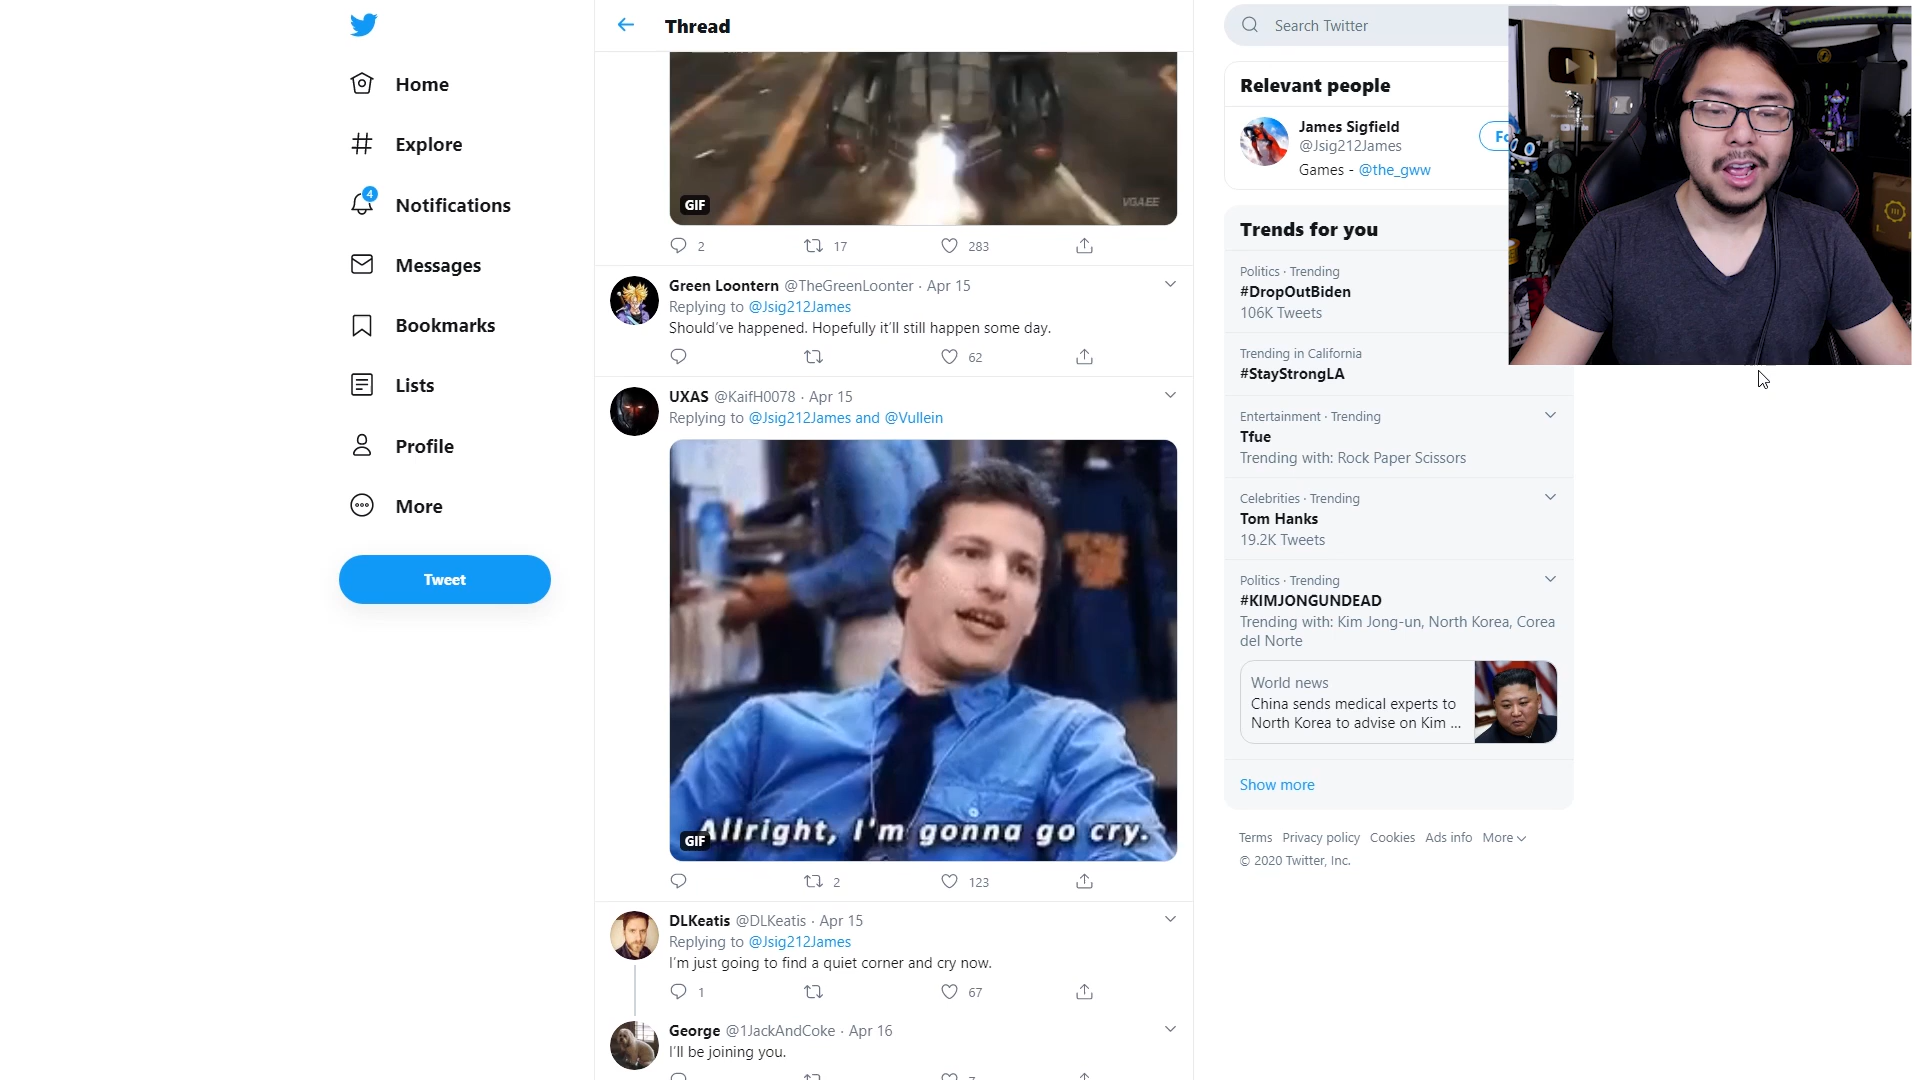 Home
Explore
4
Notifications
Messages
Bookmarks
Lists
Profile
More
Tweet
Thread
GIF
VGAEE
2
17
283
Green Loontern @TheGreenLoonter · Apr 15
Replying to @Jsig212James
Should've happened. Hopefully it'll still happen some day.
62
UXAS @KaifH0078 · Apr 15
Replying to @Jsig212James and @Vullein
Allright, I'm gonna go cry.
GIF
2
123
DLKeatis @DLKeatis · Apr 15
Replying to @Jsig212James
I'm just going to find a quiet corner and cry now.
1
67
George @1JackAndCoke · Apr 16
I'll be joining you.
Search Twitter
Relevant people
James Sigfield
@Jsig212James
Fo
Games - @the_gww
Trends for you
Politics · Trending
#DropOutBiden
106K Tweets
Trending in California
#StayStrongLA
Entertainment · Trending
Tfue
Trending with: Rock Paper Scissors
Celebrities · Trending
Tom Hanks
19.2K Tweets
Politics · Trending
#KIMJONGUNDEAD
Trending with: Kim Jong-un, North Korea, Corea
del Norte
World news
China sends medical experts to
North Korea to advise on Kim ...
Show more
Terms Privacy policy Cookies Ads info More
© 2020 Twitter, Inc.